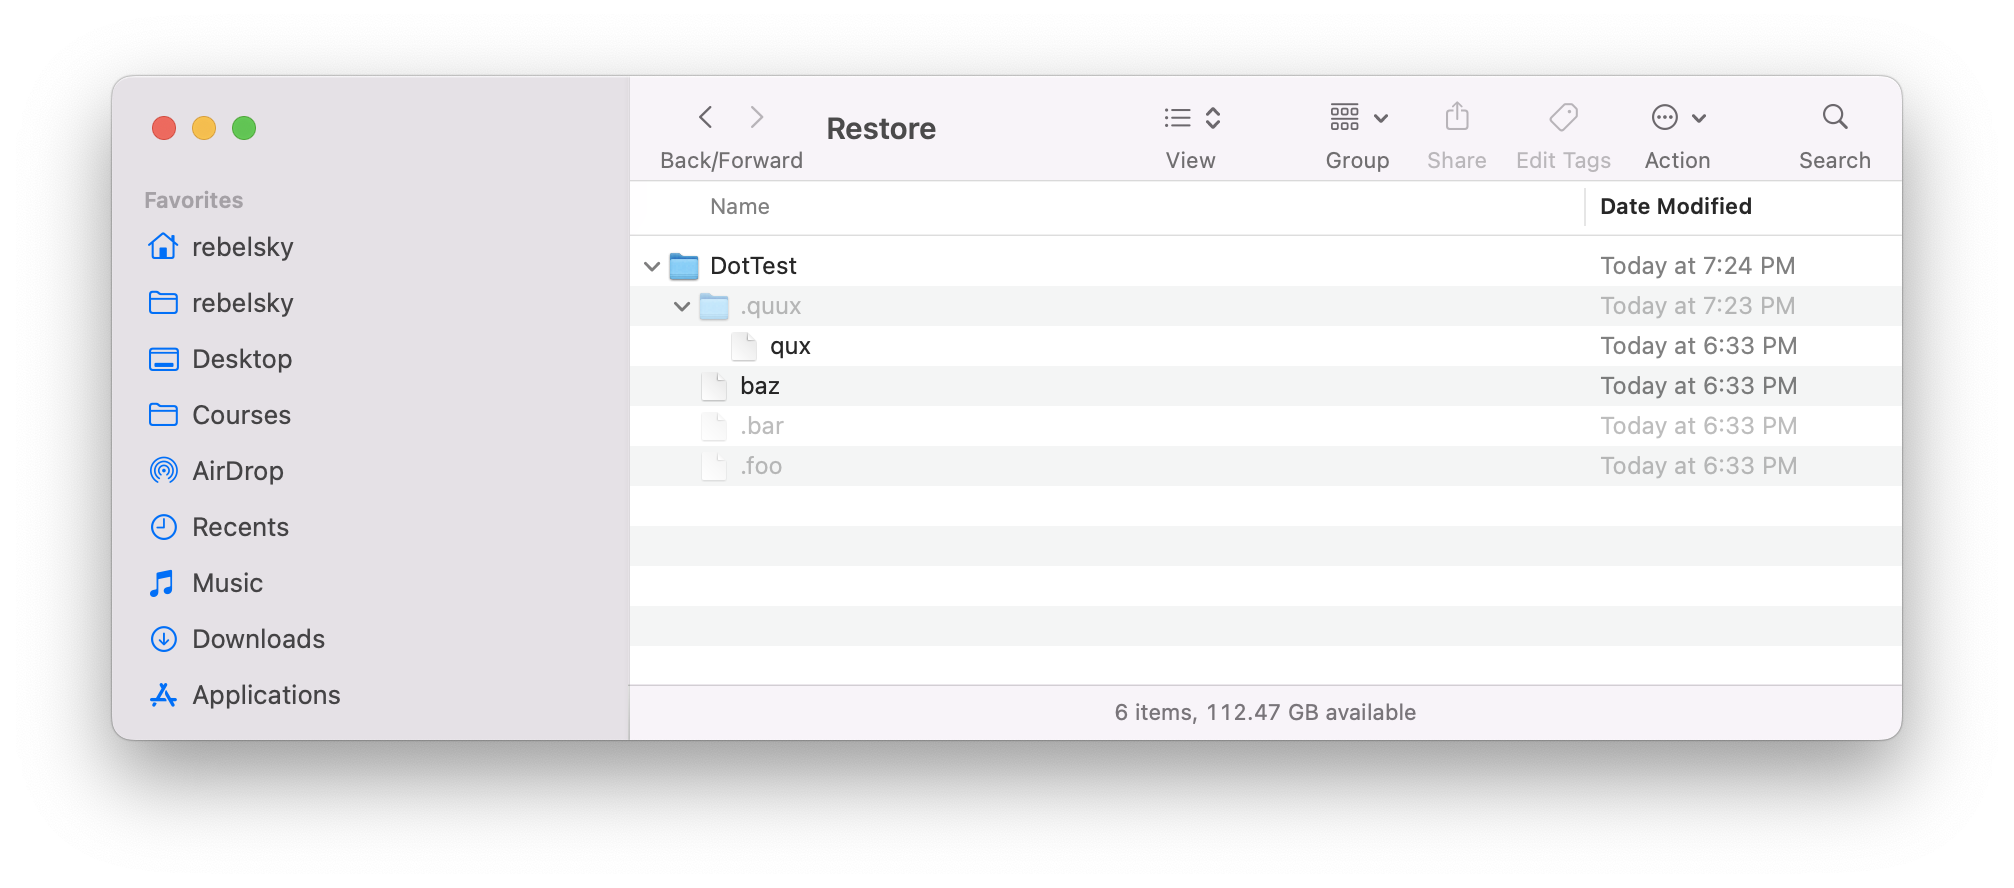 Restore
Back/Forward View Group Share Edit Tags Action Search
Favorites
rebelsky
rebelsky
Desktop
Courses
AirDrop
Recents
Music
Downloads
Applications
Name Date Modified
DotTest Today at 7:24 PM
.quux Today at 7:23 PM
qux Today at 6:33 PM
baz Today at 6:33 PM
.bar Today at 6:33 PM
.foo Today at 6:33 PM
6 items, 112.47 GB available